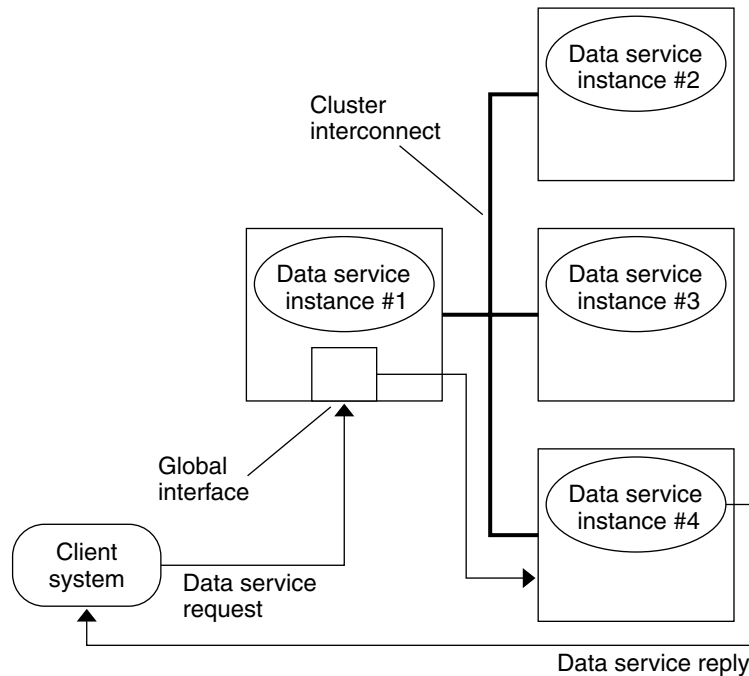 Data service
instance #2
Cluster
interconnect
Data service
instance #1
Data service
instance #3
Global
interface
Data service
instance #4
Client
system
Data service
request
Data service reply